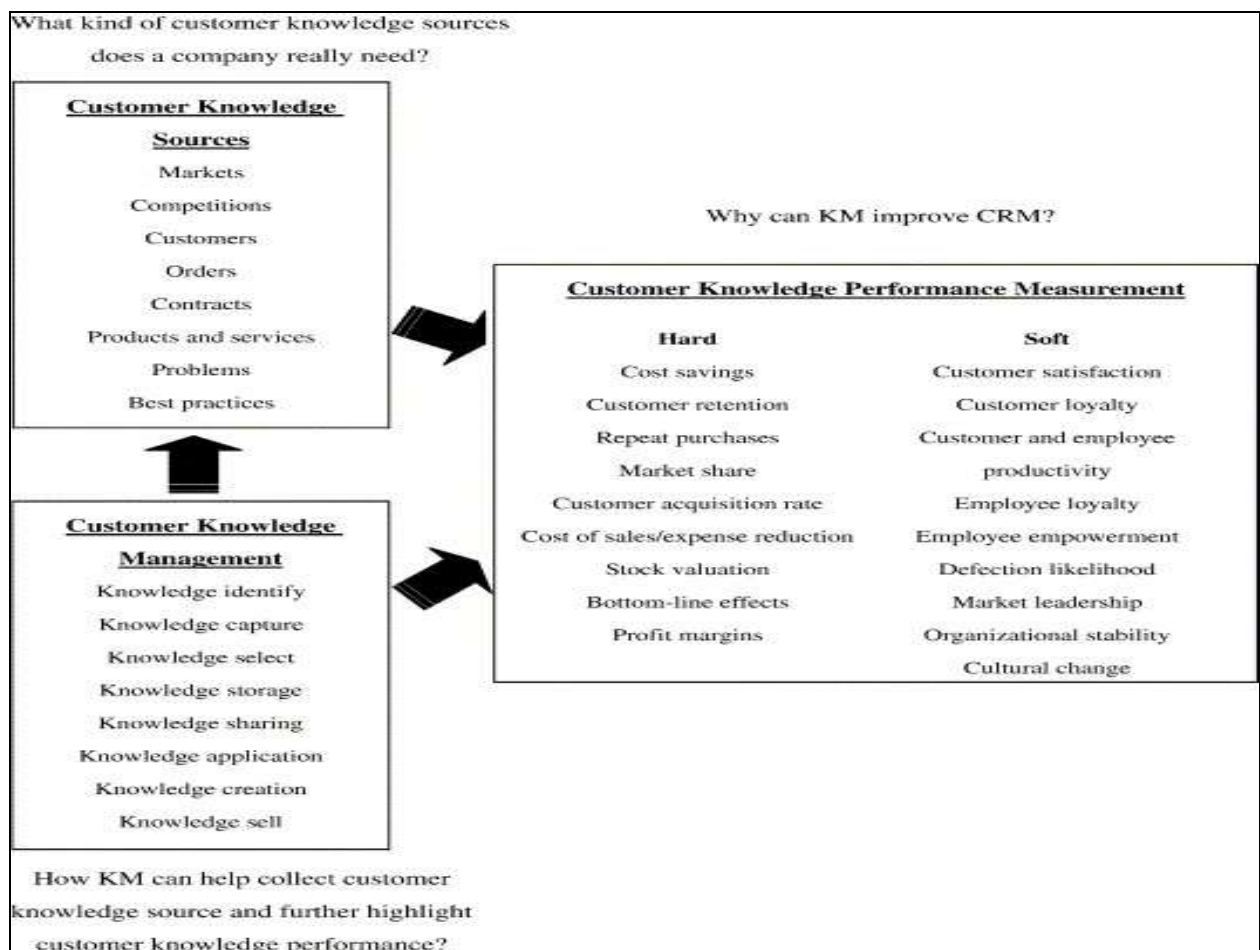 What kind of customer knowledge sources
does a company really need?
Customer Knowledge
Sources
Markets
Competitions
Customers
Orders
Contracts
Products and services
Problems
Best practices
Customer Knowledge
Management
Knowledge identify
Knowledge capture
Knowledge select
Knowledge storage
Knowledge sharing
Knowledge application
Knowledge creation
Knowledge sell
How KM can help collect customer
knowledge source and further highlight
customer knowledge performance?
Why can KM improve CRM?
Customer Knowledge Performance Measurement
Hard
Cost savings
Customer retention
Repeat purchases
Market share
Customer acquisition rate
Cost of sales/expense reduction
Stock valuation
Bottom-line effects
Profit margins
Soft
Customer satisfaction
Customer loyalty
Customer and employee
productivity
Employee loyalty
Employee empowerment
Defection likelihood
Market leadership
Organizational stability
Cultural change